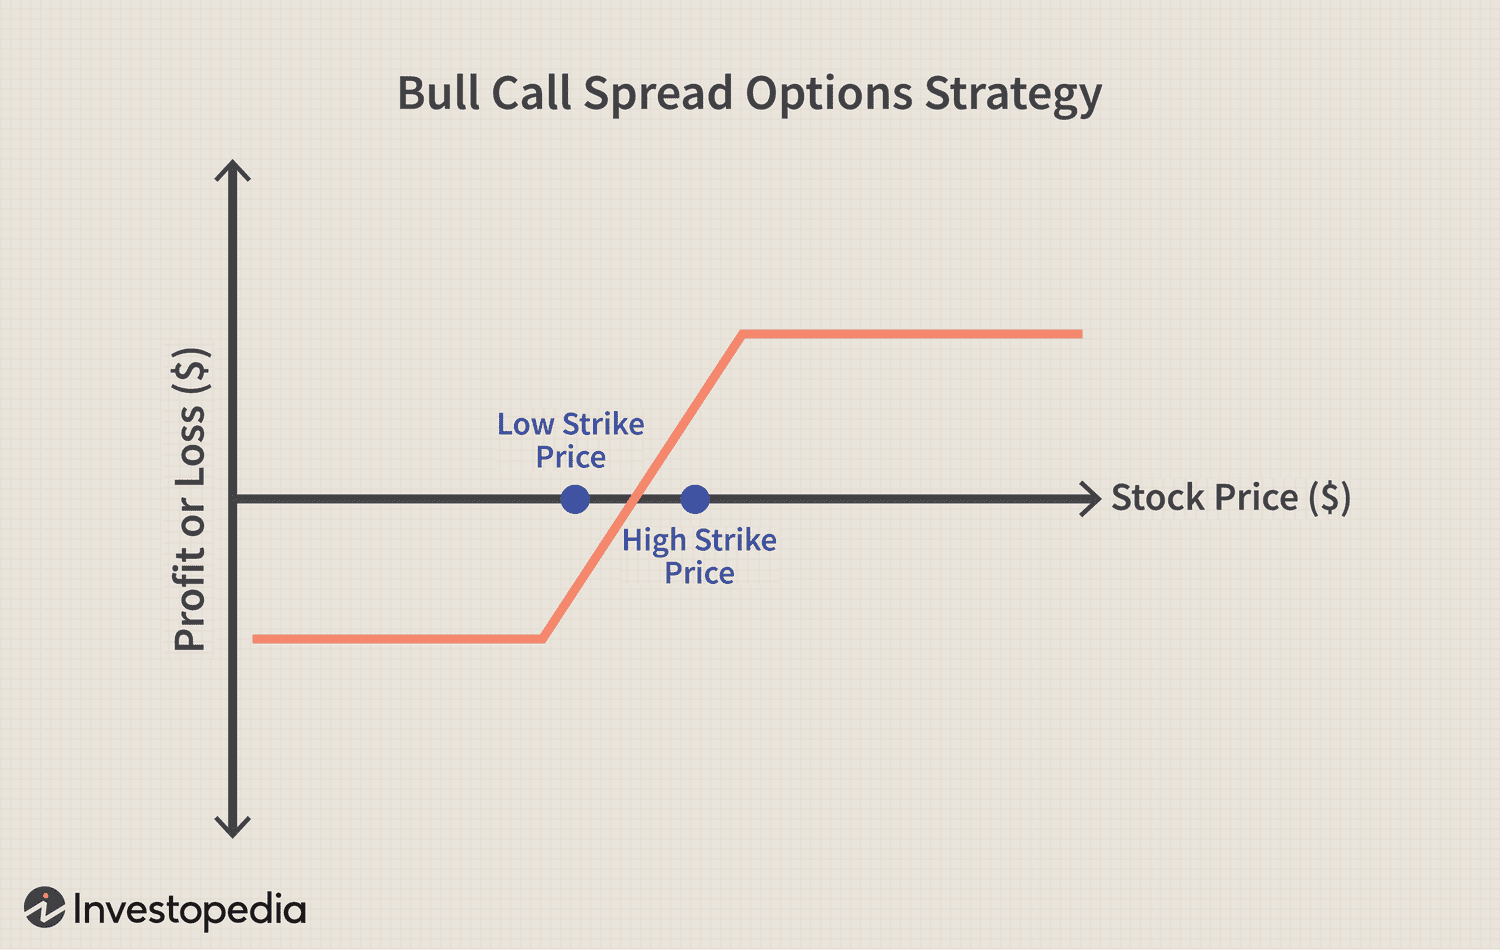 Bull Call Spread Options Strategy
Profit or Loss ($)
Low Strike
Price
High Strike
Price
Stock Price ($)
Investopedia